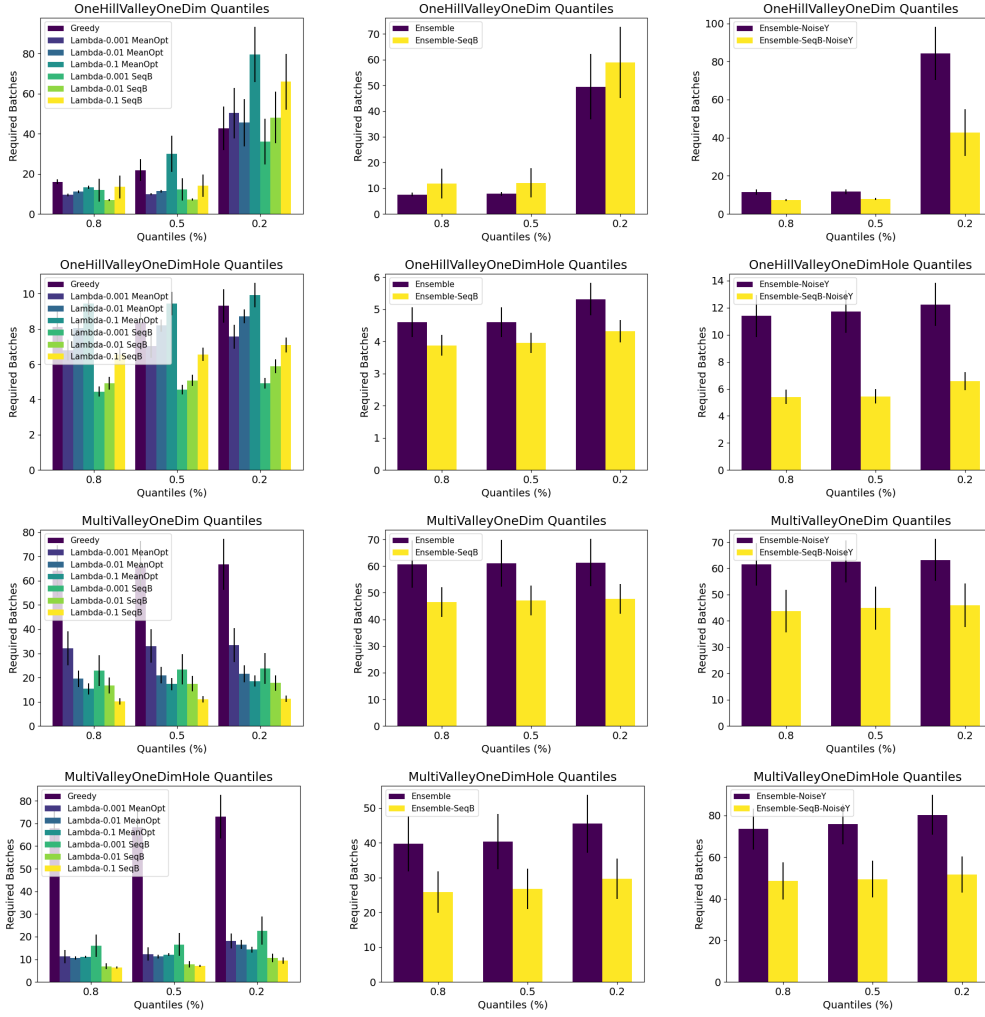 OneHillValleyOneDim Quantiles
Required Batches
80
60
40
20
0
Greedy
Lambda-0.001 MeanOpt
Lambda-0.01 MeanOpt
Lambda-0.1 MeanOpt
Lambda-0.001 SeqB
Lambda-0.01 SeqB
Lambda-0.1 SeqB
0.8 0.5 0.2
Quantiles (%)
OneHillValleyOneDim Quantiles
Required Batches
70
60
50
40
30
20
10
0
Ensemble
Ensemble-SeqB
0.8 0.5 0.2
Quantiles (%)
OneHillValleyOneDim Quantiles
Required Batches
100
80
60
40
20
0
Ensemble-NoiseY
Ensemble-SeqB-NoiseY
0.8 0.5 0.2
Quantiles (%)
OneHillValleyOneDimHole Quantiles
Required Batches
10
8
6
4
2
0
Greedy
Lambda-0.001 MeanOpt
Lambda-0.01 MeanOpt
Lambda-0.1 MeanOpt
Lambda-0.001 SeqB
Lambda-0.01 SeqB
Lambda-0.1 SeqB
0.8 0.5 0.2
Quantiles (%)
OneHillValleyOneDimHole Quantiles
Required Batches
6
5
4
3
2
1
0
Ensemble
Ensemble-SeqB
0.8 0.5 0.2
Quantiles (%)
OneHillValleyOneDimHole Quantiles
Required Batches
14
12
10
8
6
4
2
0
Ensemble-NoiseY
Ensemble-SeqB-NoiseY
0.8 0.5 0.2
Quantiles (%)
MultiValleyOneDim Quantiles
Required Batches
80
70
60
50
40
30
20
10
0
Greedy
Lambda-0.001 MeanOpt
Lambda-0.01 MeanOpt
Lambda-0.1 MeanOpt
Lambda-0.001 SeqB
Lambda-0.01 SeqB
Lambda-0.1 SeqB
0.8 0.5 0.2
Quantiles (%)
MultiValleyOneDim Quantiles
Required Batches
70
60
50
40
30
20
10
0
Ensemble
Ensemble-SeqB
0.8 0.5 0.2
Quantiles (%)
MultiValleyOneDim Quantiles
Required Batches
70
60
50
40
30
20
10
0
Ensemble-NoiseY
Ensemble-SeqB-NoiseY
0.8 0.5 0.2
Quantiles (%)
MultiValleyOneDimHole Quantiles
Required Batches
80
70
60
50
40
30
20
10
0
Greedy
Lambda-0.001 MeanOpt
Lambda-0.01 MeanOpt
Lambda-0.1 MeanOpt
Lambda-0.001 SeqB
Lambda-0.01 SeqB
Lambda-0.1 SeqB
0.8 0.5 0.2
Quantiles (%)
MultiValleyOneDimHole Quantiles
Required Batches
50
40
30
20
10
0
Ensemble
Ensemble-SeqB
0.8 0.5 0.2
Quantiles (%)
MultiValleyOneDimHole Quantiles
Required Batches
80
60
40
20
0
Ensemble-NoiseY
Ensemble-SeqB-NoiseY
0.8 0.5 0.2
Quantiles (%)